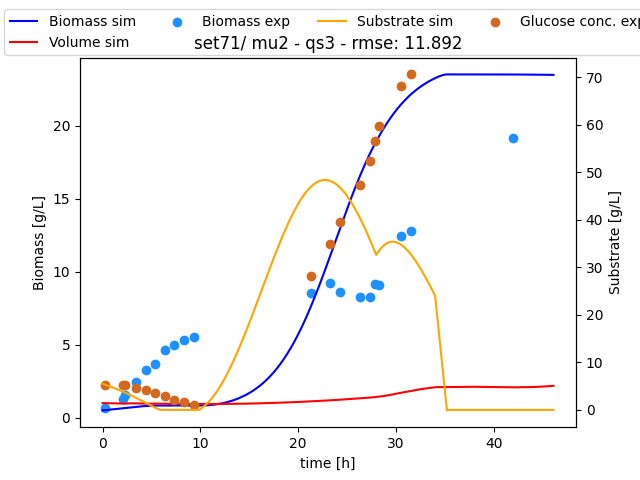 Biomass sim Biomass exp Substrate sim Glucose conc. exp
Volume sim
set71/ mu2 - qs3 - rmse: 11.892
Biomass [g/L]
20
15
10
5
0
70
60
50
40
30
20
10
0
Substrate [g/L]
0 10 20 30 40
time [h]